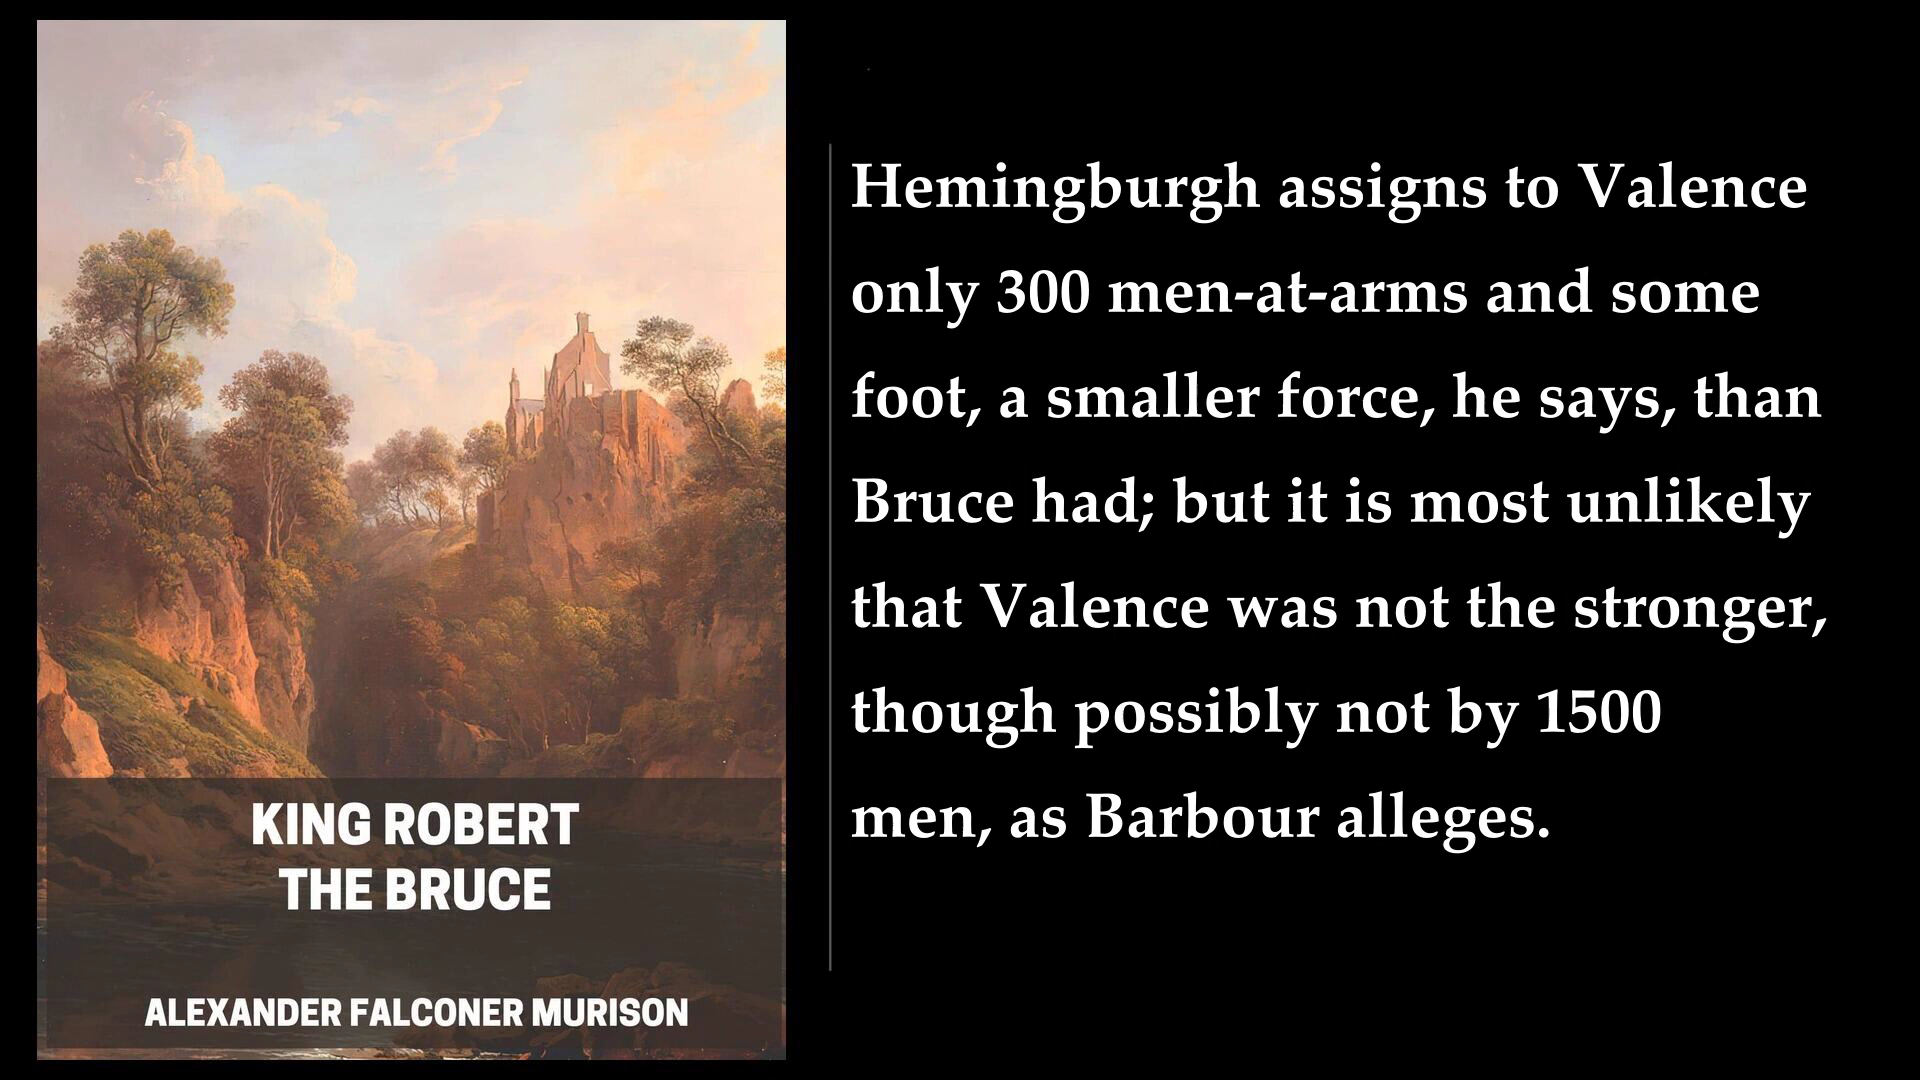 KING ROBERT
THE BRUCE
ALEXANDER FALCONER MURISON
Hemingburgh assigns to Valence
only 300 men-at-arms and some
foot, a smaller force, he says, than
Bruce had; but it is most unlikely
that Valence was not the stronger,
though possibly not by 1500
men, as Barbour alleges.